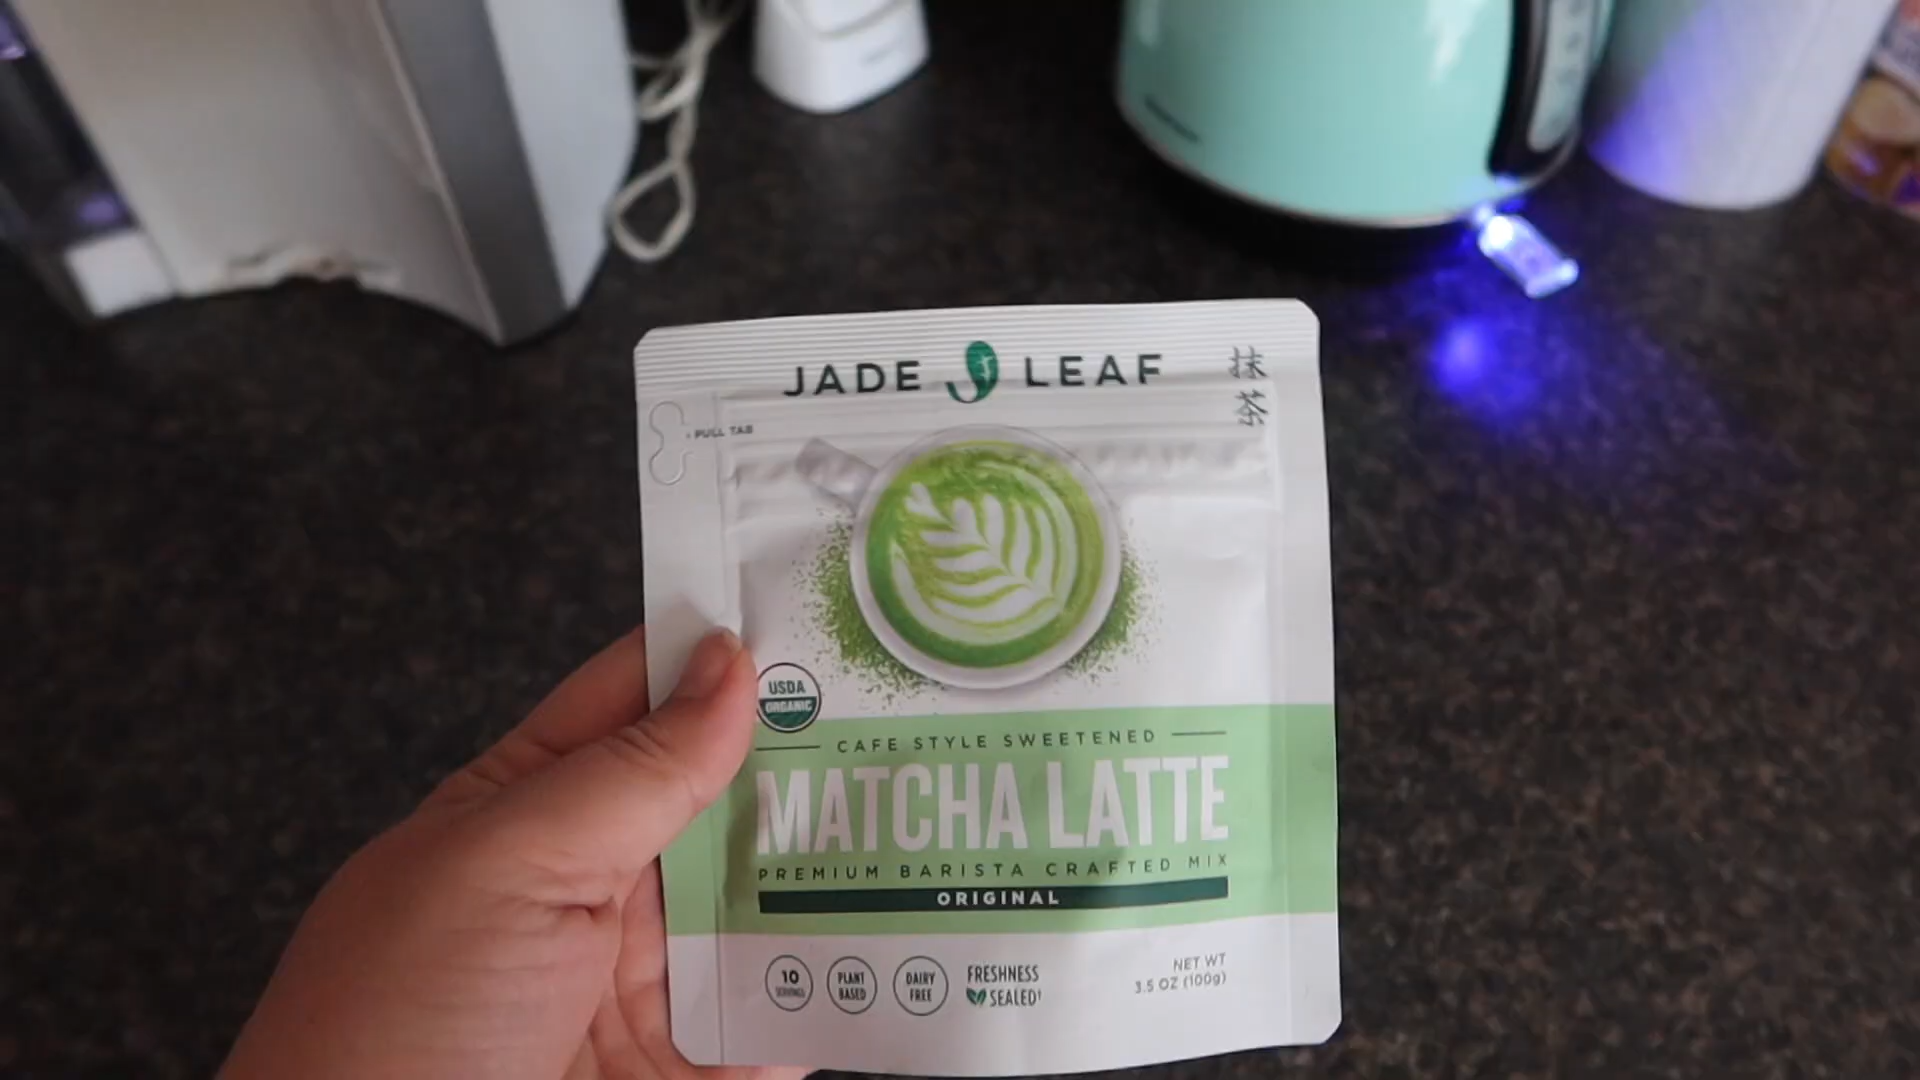 JADE LEAF
抹茶
PULL TAB
USDA
ORGANIC
CAFE STYLE SWEETENED
MATCHA LATTE
PREMIUM BARISTA CRAFTED MIX
ORIGINAL
10
SERVINGS
PLANT
BASED
DAIRY
FREE
FRESHNESS
SEALED
NET WT
3.5 OZ (100g)